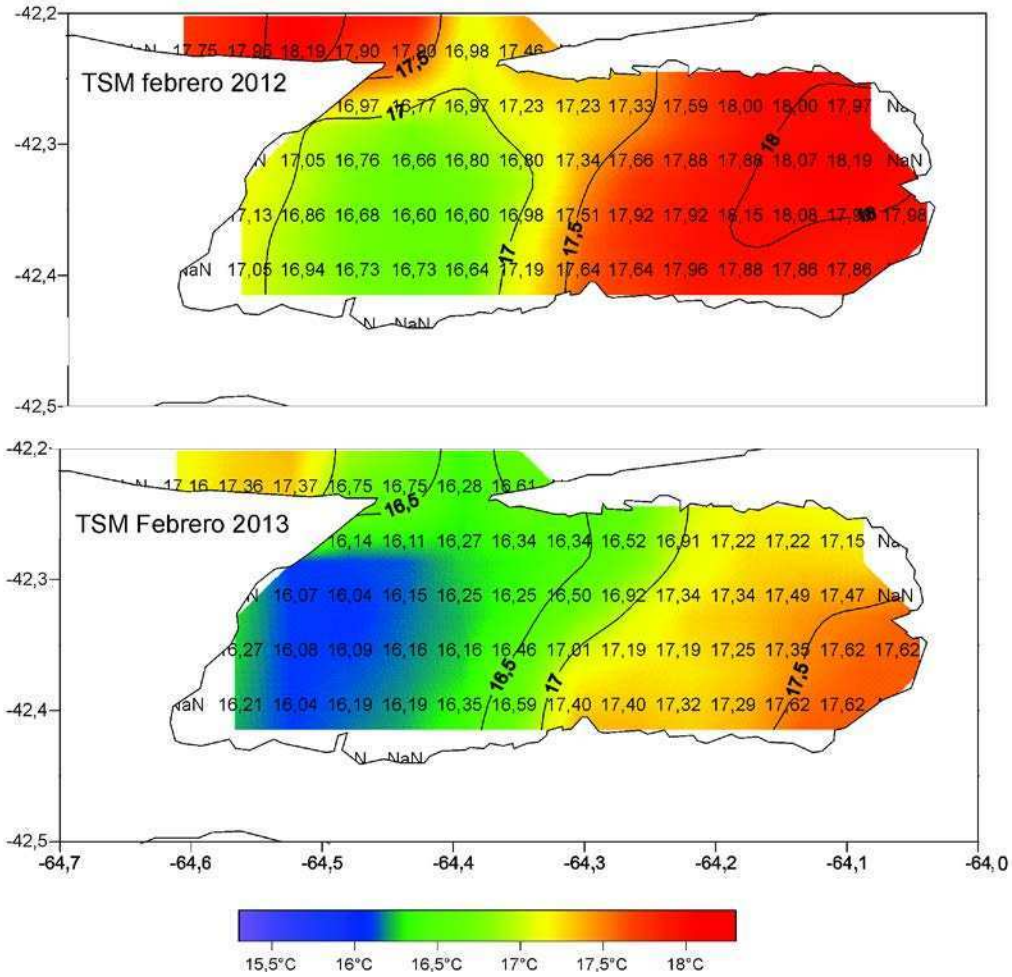 -42,2
17,75 17,95 18,19 17,90 17,90 16,98 17,46
17,5
TSM febrero 2012
16,97 16,77 16,97 17,23 17,23 17,33 17,59 18,00 18,00 17,97 NaN
17
-42,3
N 17,05 16,76 16,66 16,80 16,80 17,34 17,66 17,88 17,88 18,07 18,19 NaN
18
17,13 16,86 16,68 16,60 16,60 16,98 17,51 17,92 17,92 18,15 18,08 17,98
18
17 17,5
-42,4
NaN 17,05 16,94 16,73 16,73 16,64 17,19 17,64 17,64 17,96 17,88 17,86 17,86
N NaN
-42,5
-42,2
17,16 17,36 17,37 16,75 16,75 16,28 16,61
16,5
TSM Febrero 2013
16,14 16,11 16,27 16,34 16,34 16,52 16,91 17,22 17,22 17,15
-42,3
N 16,07 16,04 16,15 16,25 16,25 16,50 16,92 17,34 17,34 17,49 17,47 NaN
16,27 16,08 16,09 16,16 16,16 16,46 17,01 17,19 17,19 17,25 17,35 17,62 17,62
16,5 17 17,5
-42,4
NaN 16,21 16,04 16,19 16,19 16,35 16,59 17,40 17,40 17,32 17,29 17,62 17,62
N NaN
-42,5
-64,7 -64,6 -64,5 -64,4 -64,3 -64,2 -64,1 -64,0
15,5°C 16°C 16,5°C 17°C 17,5°C 18°C